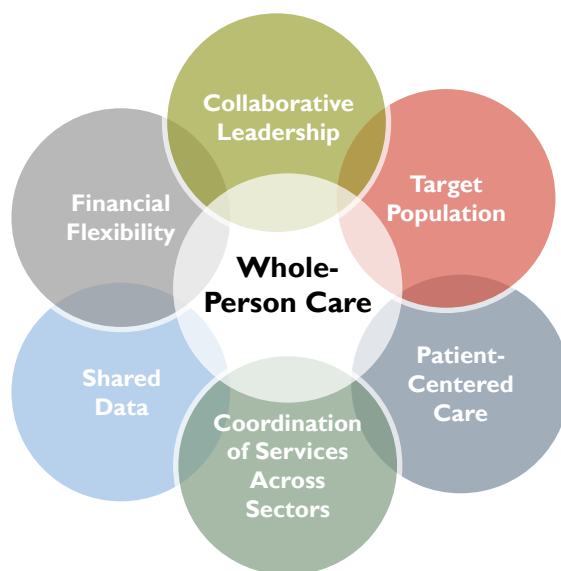 Collaborative
Leadership
Target
Population
Financial
Flexibility
Whole-
Person Care
Patient-
Centered
Care
Shared
Data
Coordination
of Services
Across
Sectors